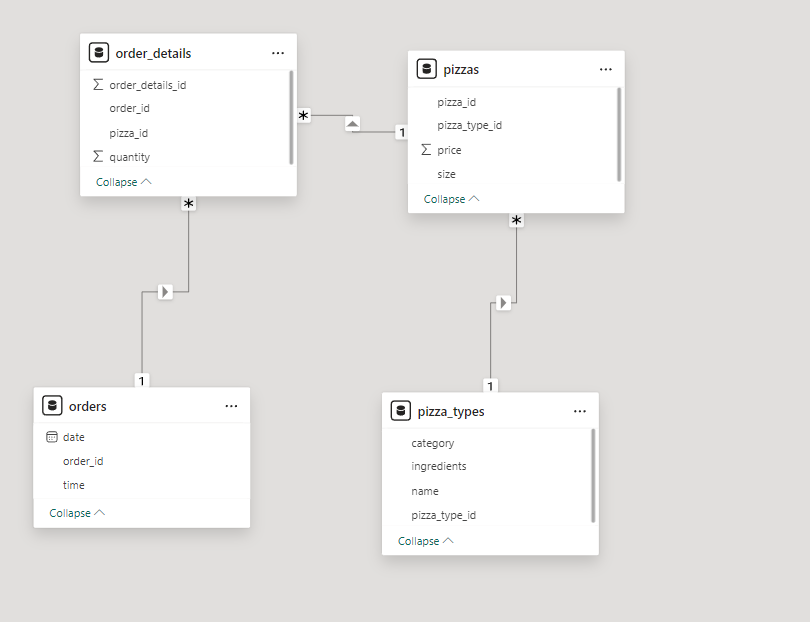 order_details
...
Σ order_details_id
order_id
pizza_id
Σ quantity
Collapse
*
1
pizzas
...
pizza_id
pizza_type_id
Σ price
size
Collapse
*
*
1
orders
...
date
order_id
time
Collapse
1
pizza_types
...
category
ingredients
name
pizza_type_id
Collapse